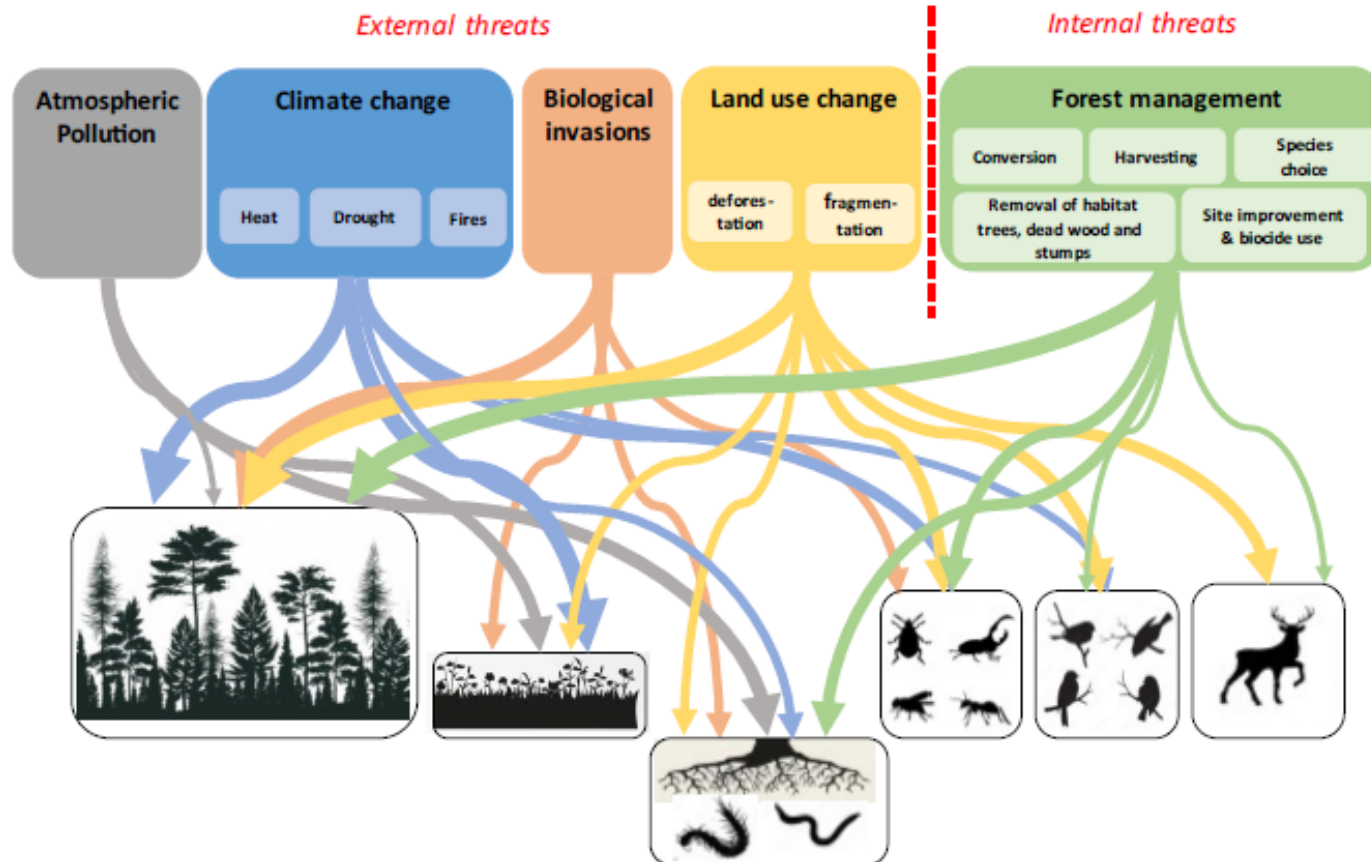 External threats
Internal threats
Atmospheric
Pollution
Climate change
Heat
Drought
Fires
Biological
invasions
Land use change
defores-
tation
fragmen-
tation
Forest management
Conversion
Harvesting
Species
choice
Removal of habitat
trees, dead wood and
stumps
Site improvement
& biocide use